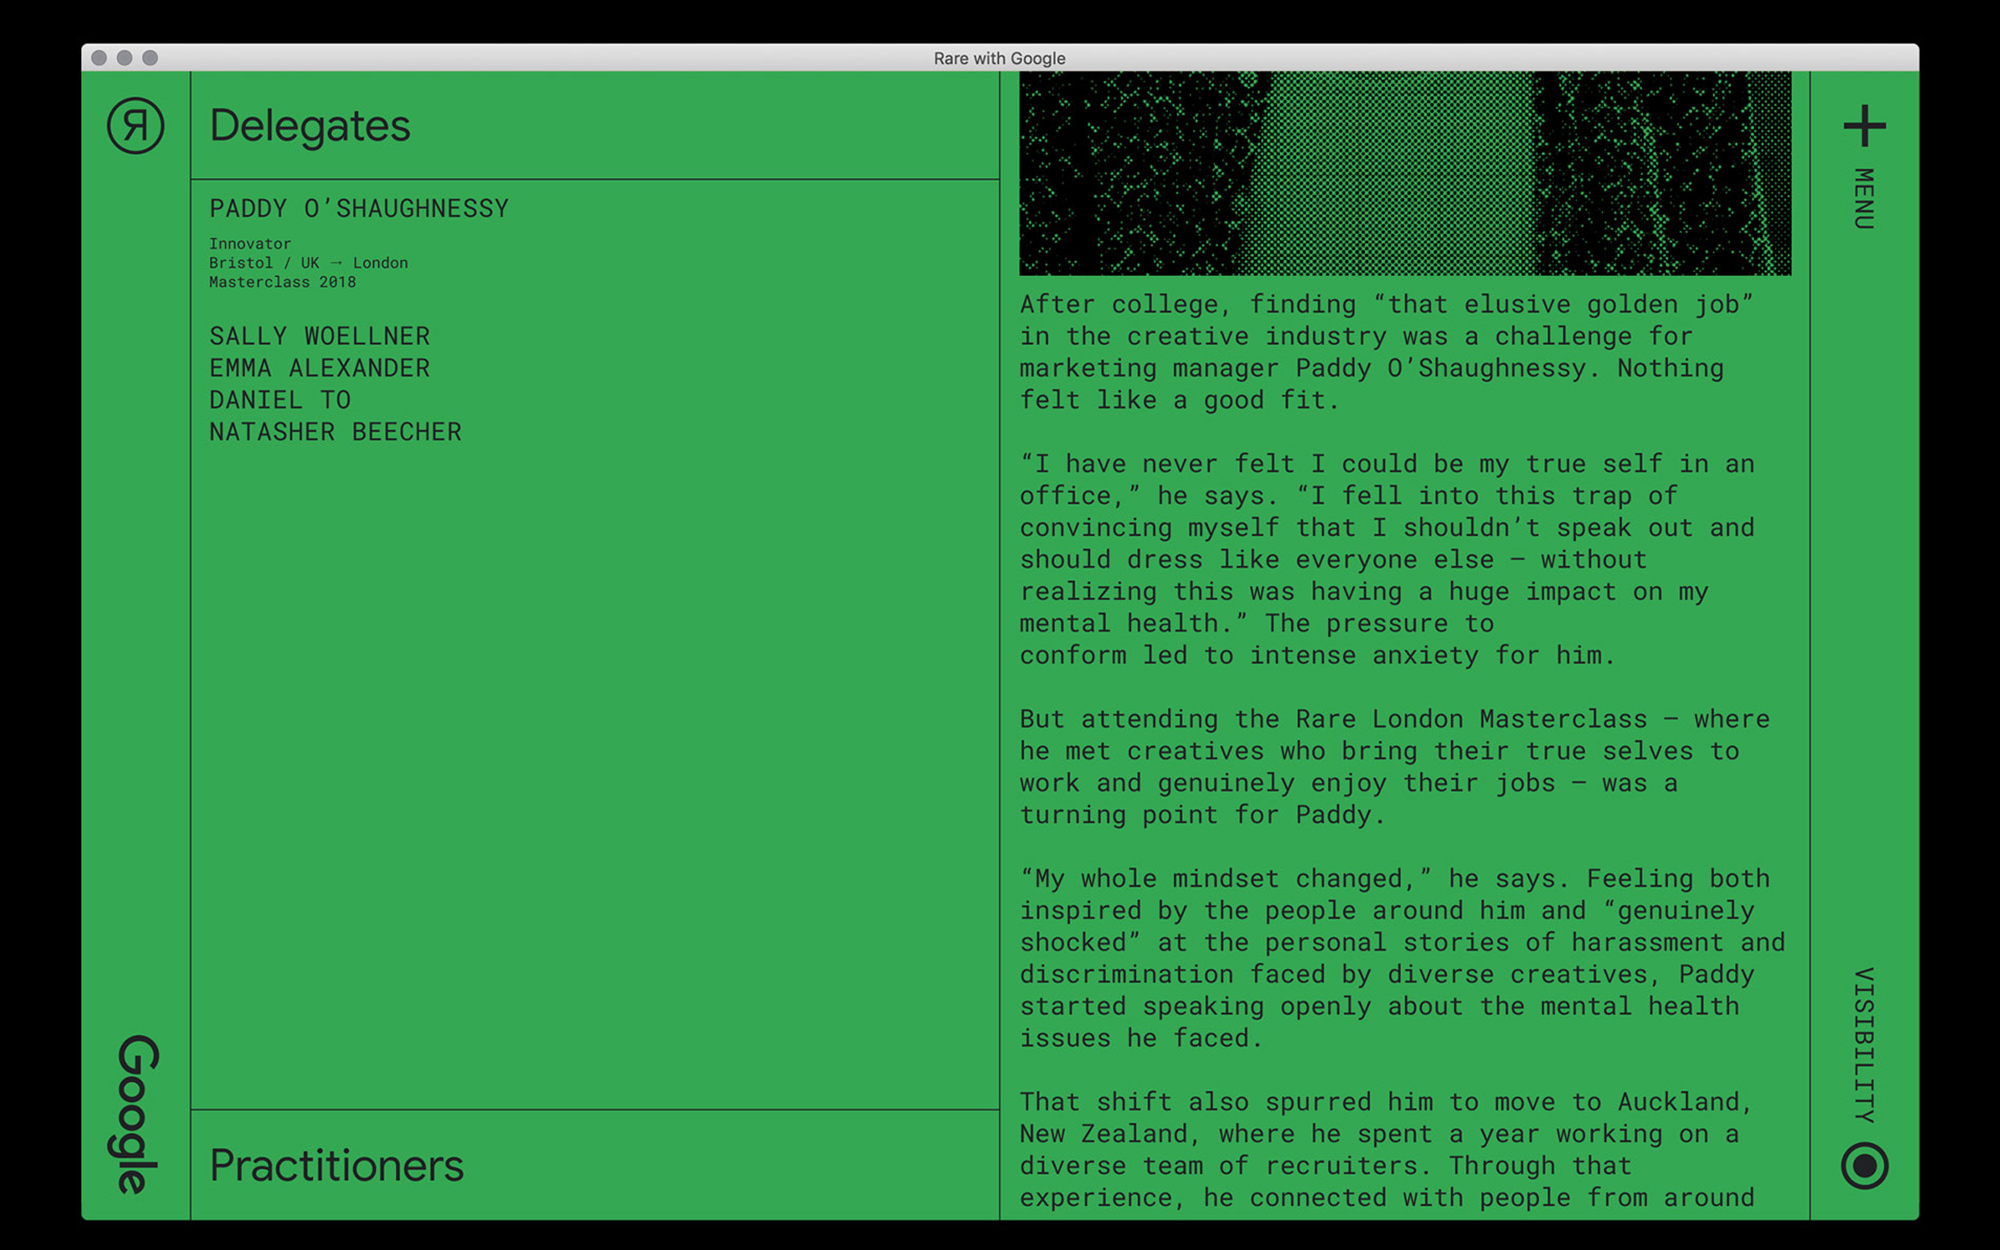 Rare with Google
R
Delegates
PADDY O’SHAUGHNESSY
Innovator
Bristol / UK → London
Masterclass 2018
SALLY WOELLNER
EMMA ALEXANDER
DANIEL TO
NATASHER BEECHER
Practitioners
Google
After college, finding “that elusive golden job”
in the creative industry was a challenge for
marketing manager Paddy O’Shaughnessy. Nothing
felt like a good fit.
“I have never felt I could be my true self in an
office,” he says. “I fell into this trap of
convincing myself that I shouldn’t speak out and
should dress like everyone else – without
realizing this was having a huge impact on my
mental health.” The pressure to
conform led to intense anxiety for him.
But attending the Rare London Masterclass – where
he met creatives who bring their true selves to
work and genuinely enjoy their jobs – was a
turning point for Paddy.
“My whole mindset changed,” he says. Feeling both
inspired by the people around him and “genuinely
shocked” at the personal stories of harassment and
discrimination faced by diverse creatives, Paddy
started speaking openly about the mental health
issues he faced.
That shift also spurred him to move to Auckland,
New Zealand, where he spent a year working on a
diverse team of recruiters. Through that
experience, he connected with people from around
MENU
VISIBILITY